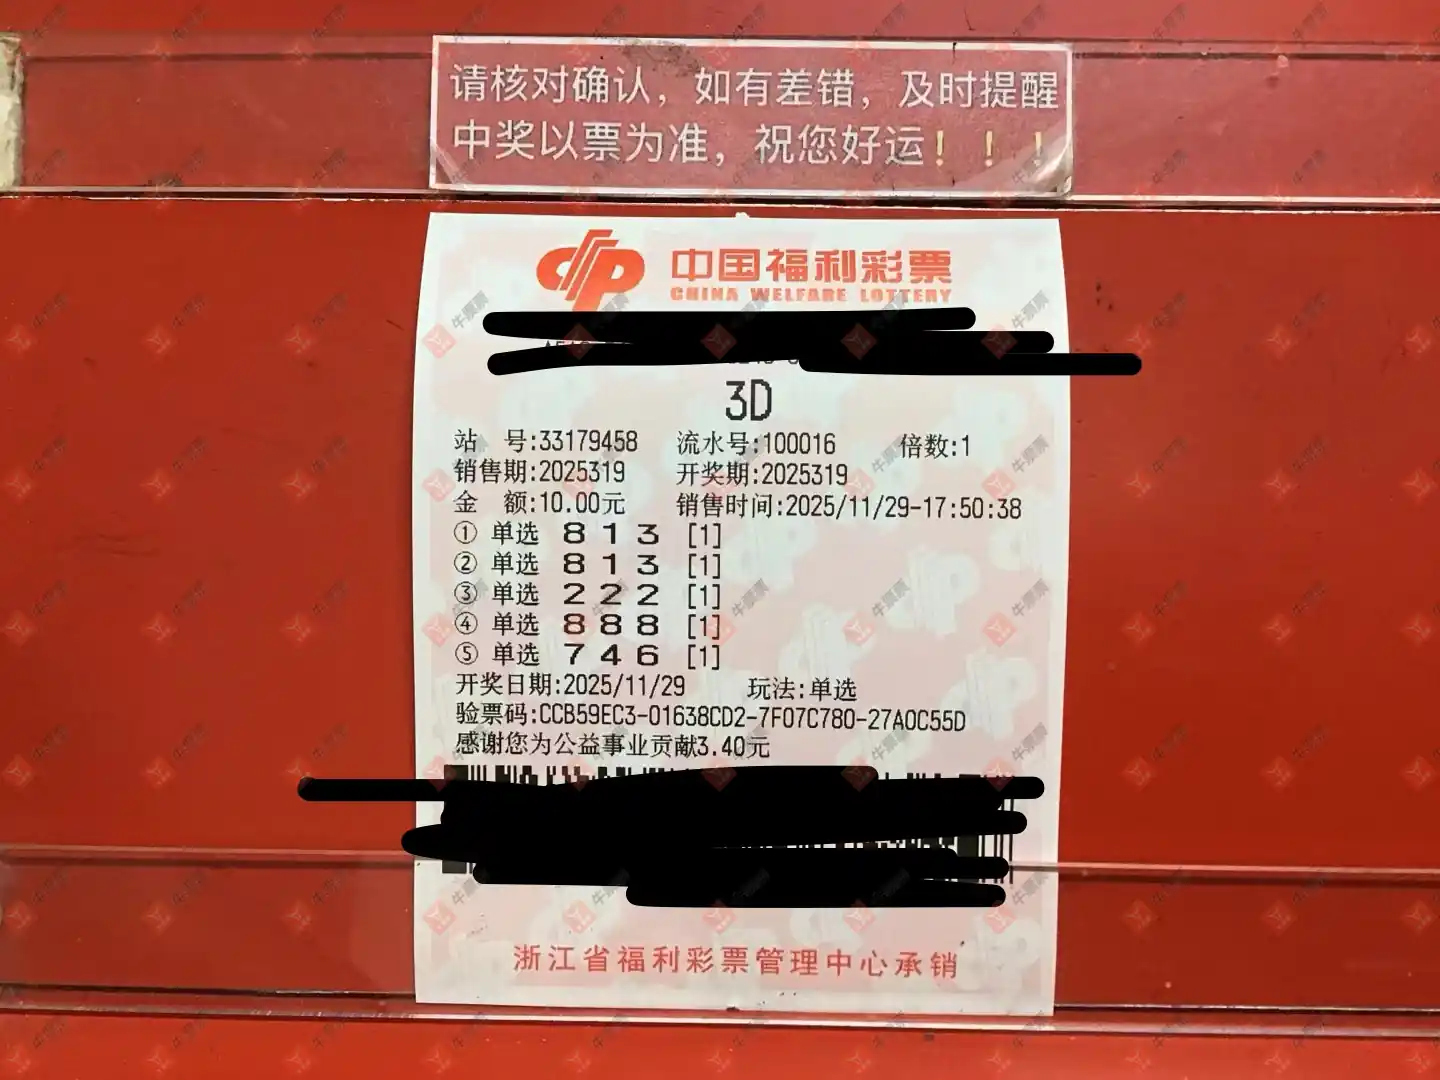 请核对确认，如有差错，及时提醒
中奖以票为准，祝您好运！！！
中国福利彩票
CHINA WELFARE LOTTERY
3D
站 号:33179458 流水号:100016 倍数:1
销售期:2025319 开奖期:2025319
金 额:10.00元 销售时间:2025/11/29-17:50:38
① 单选 8 1 3 [1]
② 单选 8 1 3 [1]
③ 单选 2 2 2 [1]
④ 单选 8 8 8 [1]
⑤ 单选 7 4 6 [1]
开奖日期:2025/11/29 玩法:单选
验票码:CCB59EC3-01638CD2-7F07C780-27A0C55D
感谢您为公益事业贡献3.40元
浙江省福利彩票管理中心承销
牛票票